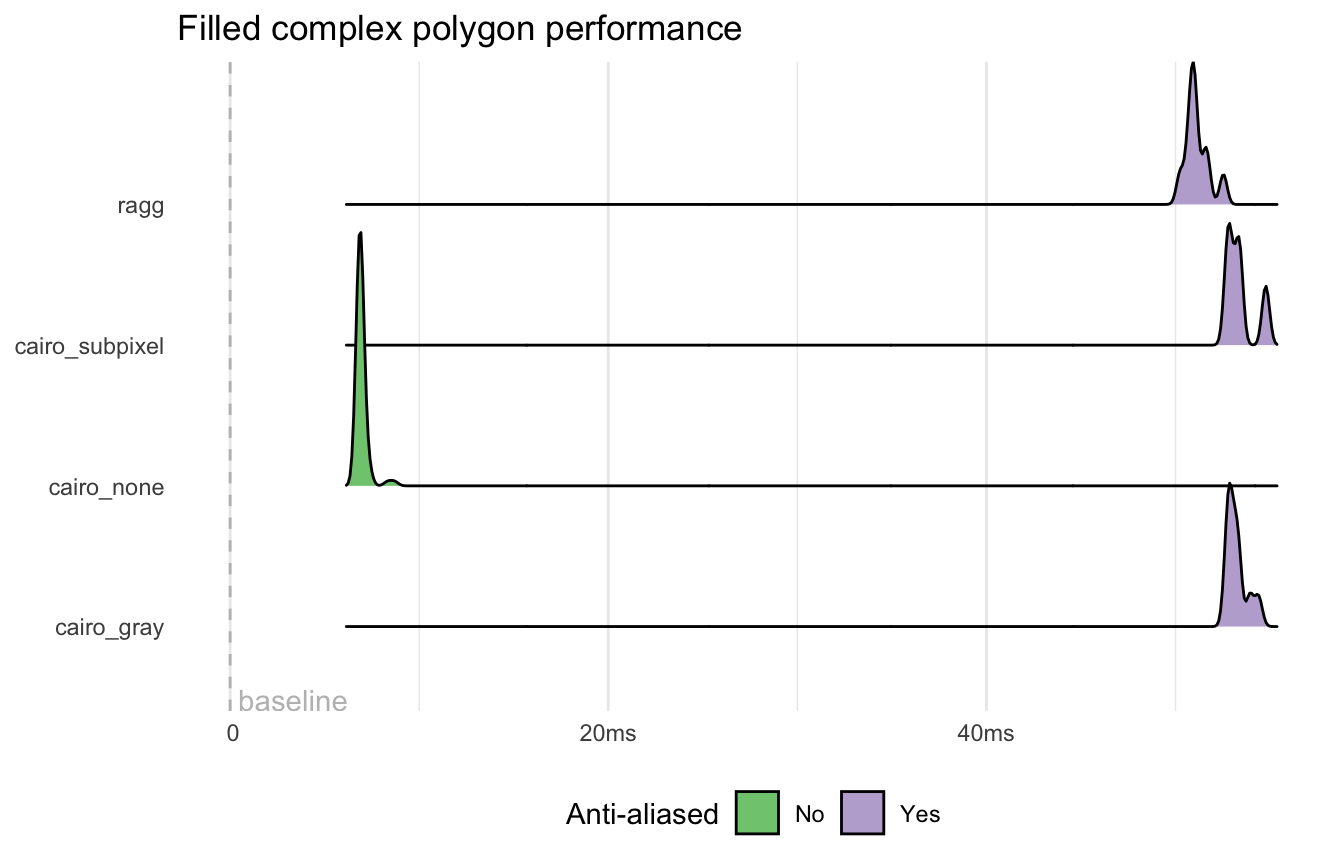 Filled complex polygon performance
ragg
cairo_subpixel
cairo_none
cairo_gray
baseline
0 20ms 40ms
Anti-aliased No Yes